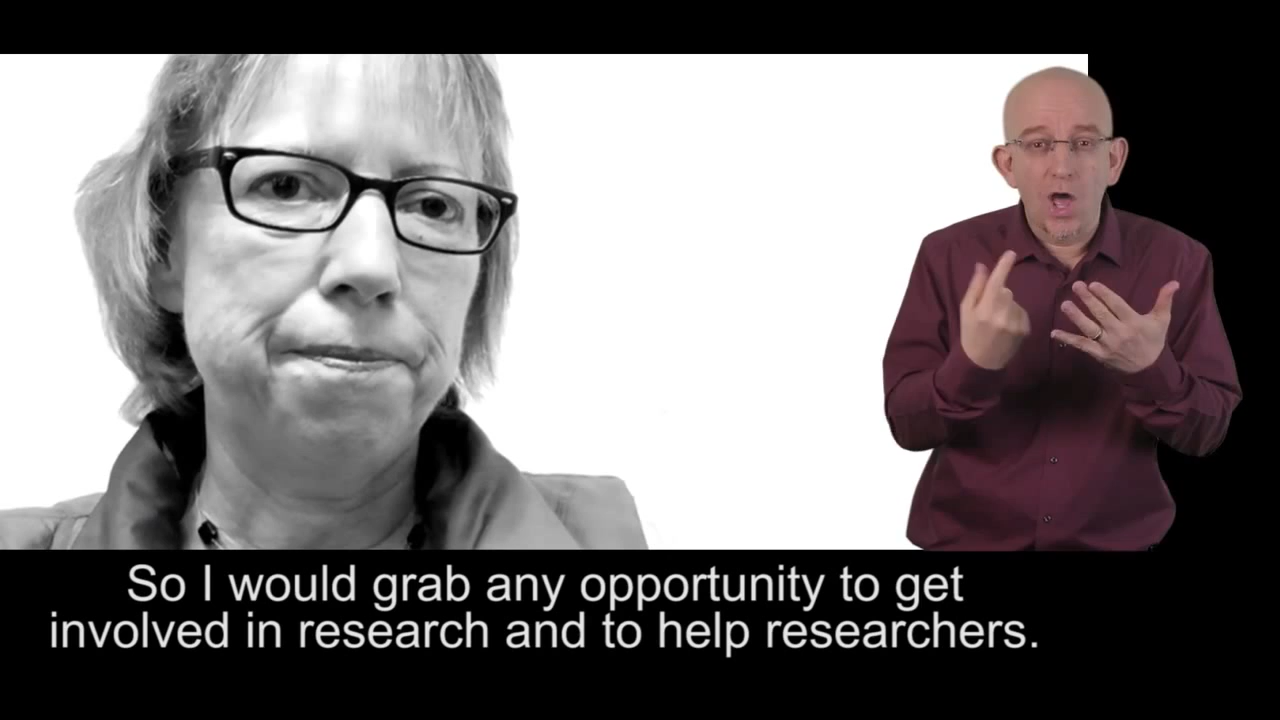 So I would grab any opportunity to get
involved in research and to help researchers.